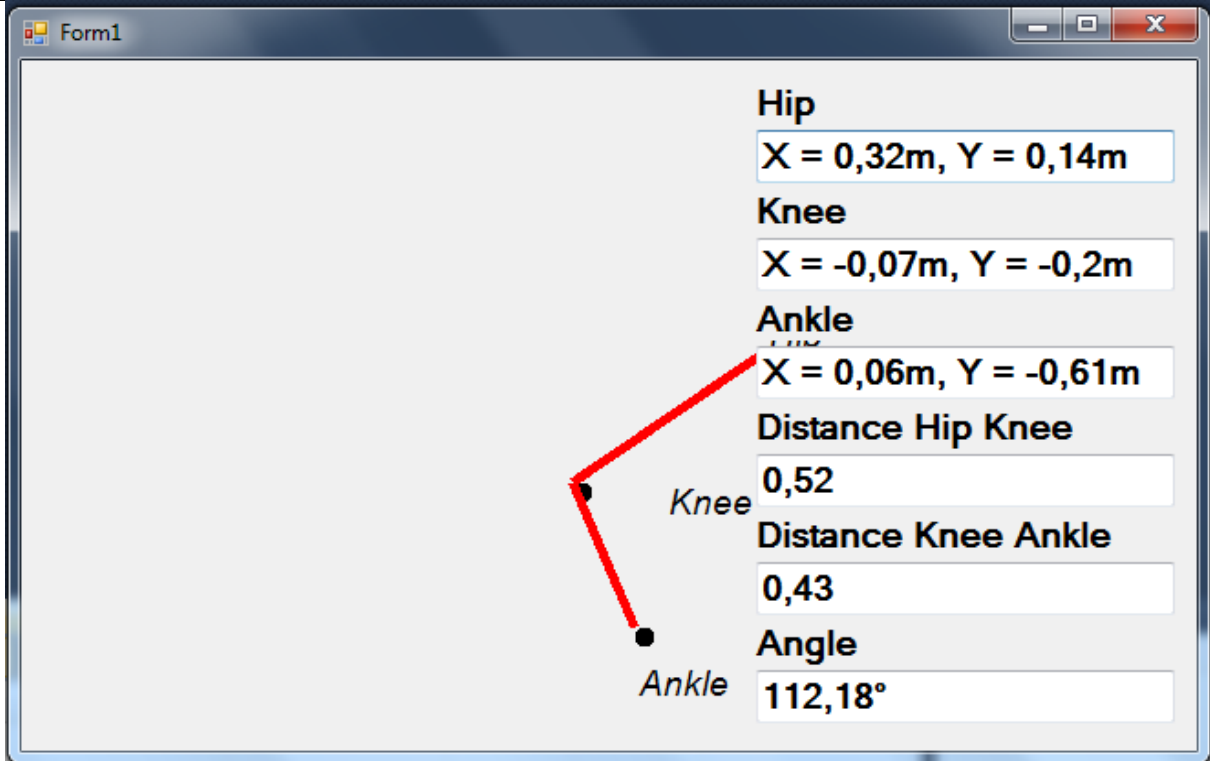 Form1
Hip
X = 0,32m, Y = 0,14m
Knee
X = -0,07m, Y = -0,2m
Ankle
X = 0,06m, Y = -0,61m
Distance Hip Knee
0,52
Knee
Distance Knee Ankle
0,43
Angle
Ankle
112,18°